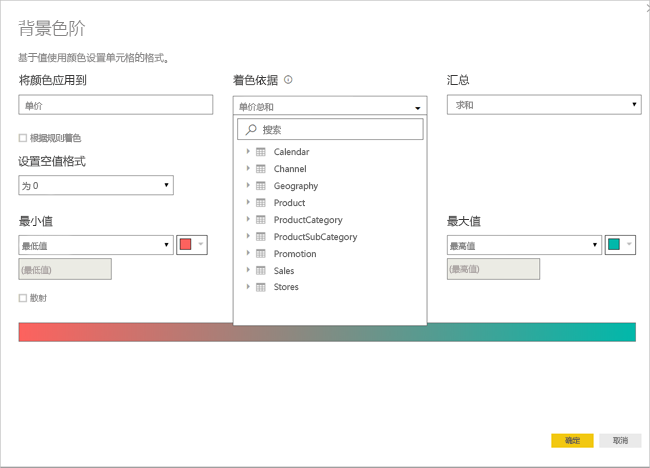 背景色阶
基于值使用颜色设置单元格的格式。
将颜色应用到
着色依据
汇总
单价
单价总和
求和
搜索
根据规则着色
设置空值格式
为 0
Calendar
Channel
Geography
Product
ProductCategory
ProductSubCategory
Promotion
Sales
Stores
最小值
最大值
最低值
最高值
(最低值)
(最高值)
散射
确定
取消